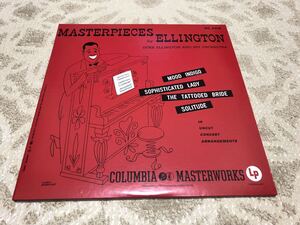 MASTERPIECES by ELLINGTON
DUKE ELLINGTON AND HIS ORCHESTRA
MOOD INDIGO
SOPHISTICATED LADY
THE TATTOOED BRIDE
SOLITUDE
IN
UNCUT
CONCERT
ARRANGEMENTS
COLUMBIA MASTERWORKS
LP